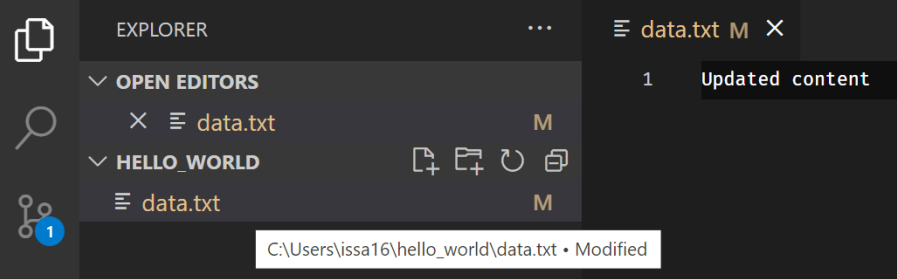 EXPLORER ···
OPEN EDITORS
data.txt M
HELLO_WORLD
data.txt M
C:\Users\issa16\hello_world\data.txt • Modified
1
data.txt M
1 Updated content